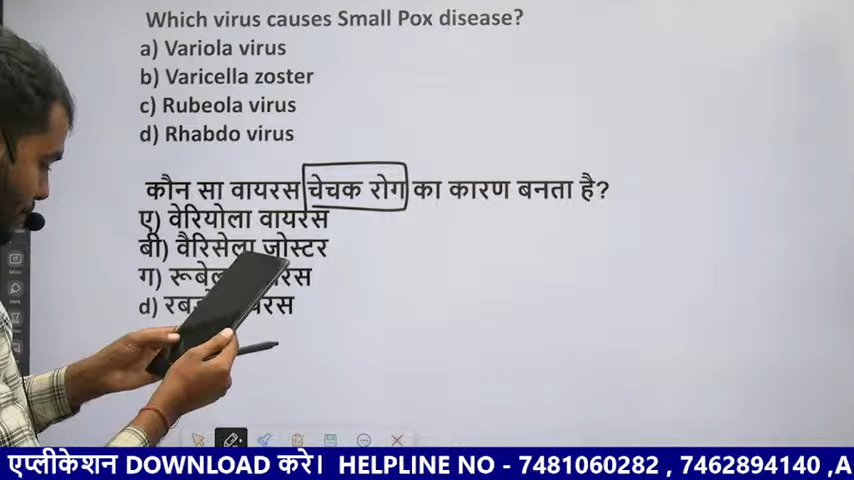 Which virus causes Small Pox disease?
a) Variola virus
b) Varicella zoster
c) Rubeola virus
d) Rhabdo virus
कौन सा वायरस चेचक रोग का कारण बनता है?
ए) वेरियोला वायरस
बी) वैरिसेला ज़ोस्टर
ग)
d)
एप्लीकेशन DOWNLOAD करे। HELPLINE NO - 7481060282 , 7462894140 ,A